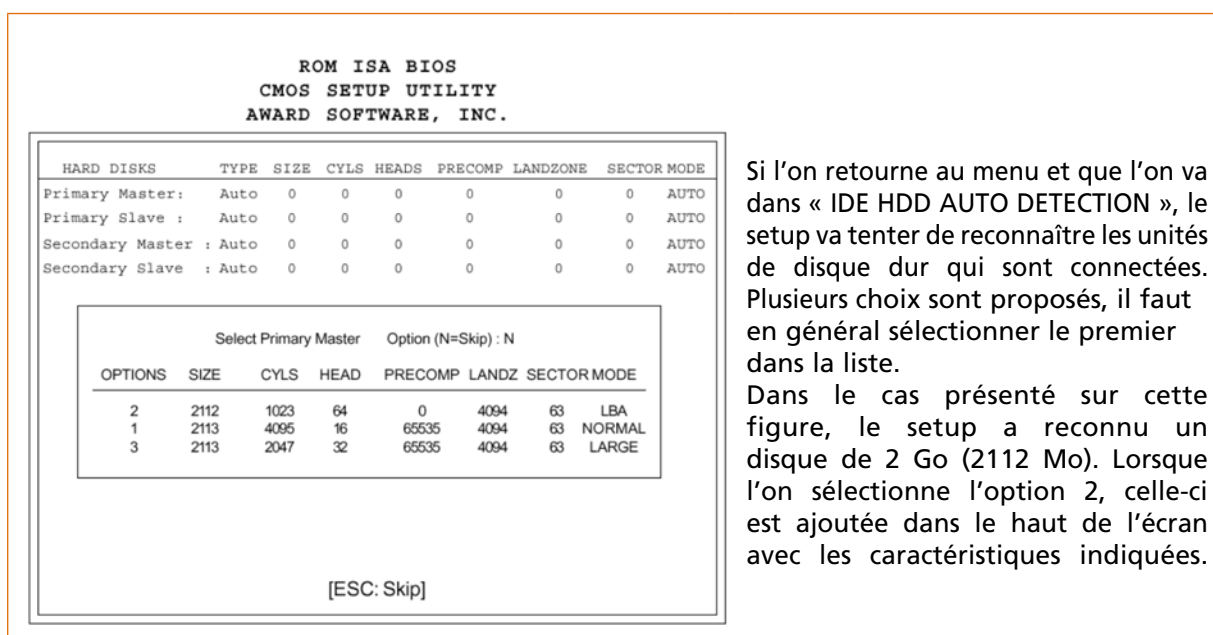 ROM ISA BIOS
CMOS SETUP UTILITY
AWARD SOFTWARE, INC.
HARD DISKS TYPE SIZE CYLS HEADS PRECOMP LANDZONE SECTOR MODE
Primary Master: Auto 0 0 0 0 0 0 AUTO
Primary Slave : Auto 0 0 0 0 0 0 AUTO
Secondary Master : Auto 0 0 0 0 0 0 AUTO
Secondary Slave : Auto 0 0 0 0 0 0 AUTO
Select Primary Master Option (N=Skip) : N
OPTIONS SIZE CYLS HEAD PRECOMP LANDZ SECTOR MODE
2 2112 1023 64 0 4094 63 LBA
1 2113 4095 16 65535 4094 63 NORMAL
3 2113 2047 32 65535 4094 63 LARGE
[ESC: Skip]
Si l’on retourne au menu et que l’on va
dans « IDE HDD AUTO DETECTION », le
setup va tenter de reconnaître les unités
de disque dur qui sont connectées.
Plusieurs choix sont proposés, il faut
en général sélectionner le premier
dans la liste.
Dans le cas présenté sur cette
figure, le setup a reconnu un
disque de 2 Go (2112 Mo). Lorsque
l’on sélectionne l’option 2, celle-ci
est ajoutée dans le haut de l’écran
avec les caractéristiques indiquées.